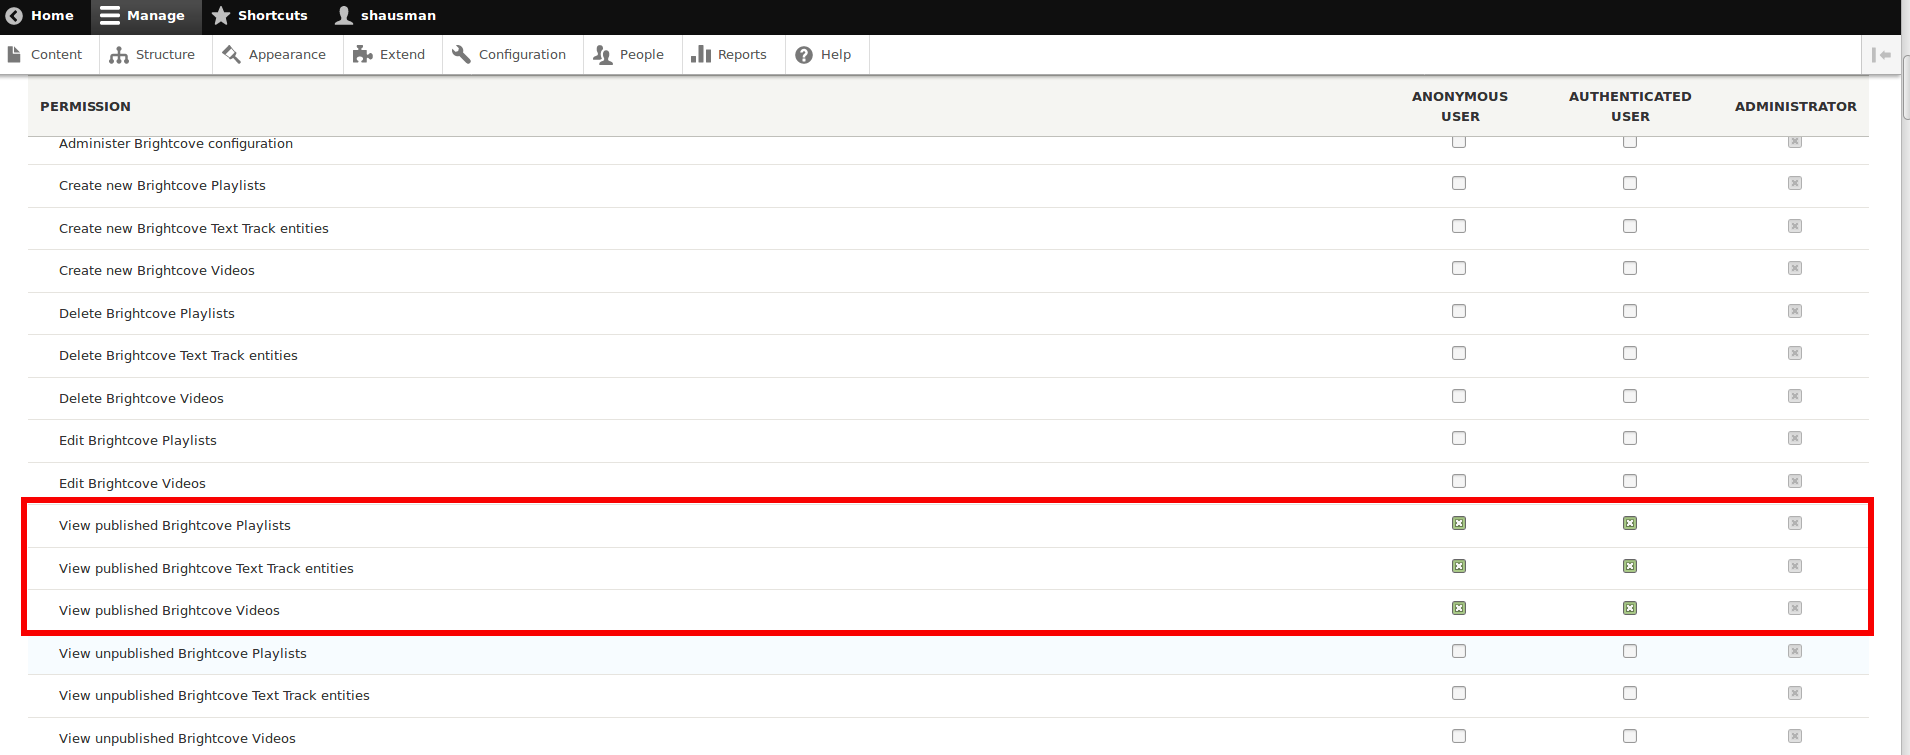 Home Manage Shortcuts shausman
Content Structure Appearance Extend Configuration People Reports Help
PERMISSION ANONYMOUS USER AUTHENTICATED USER ADMINISTRATOR
Administer Brightcove configuration
Create new Brightcove Playlists
Create new Brightcove Text Track entities
Create new Brightcove Videos
Delete Brightcove Playlists
Delete Brightcove Text Track entities
Delete Brightcove Videos
Edit Brightcove Playlists
Edit Brightcove Videos
View published Brightcove Playlists
View published Brightcove Text Track entities
View published Brightcove Videos
View unpublished Brightcove Playlists
View unpublished Brightcove Text Track entities
View unpublished Brightcove Videos